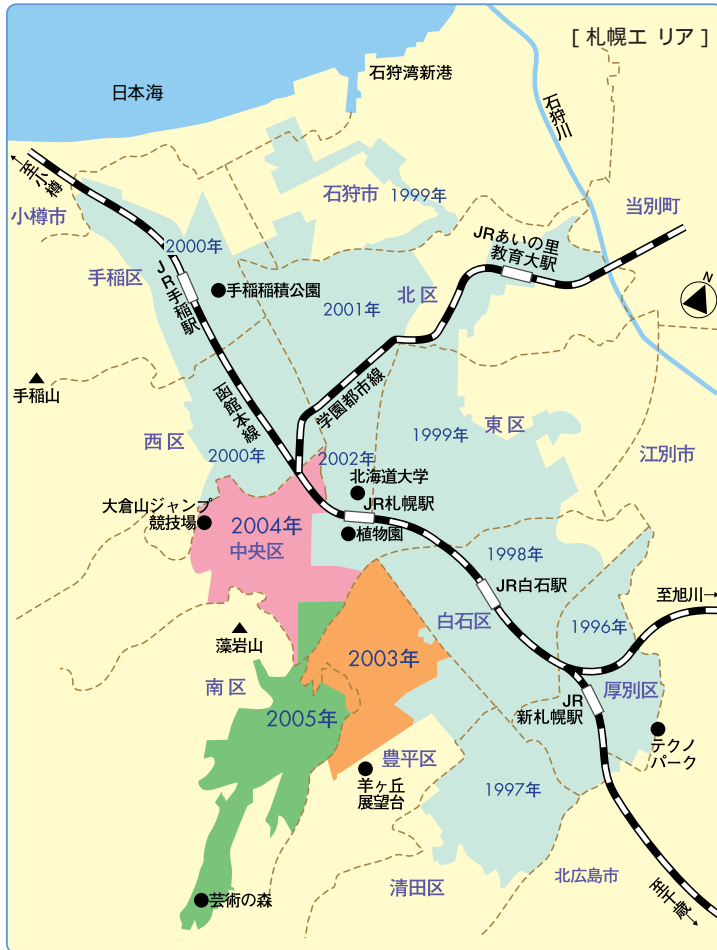 [ 札幌エ リア ]
石狩湾新港
日本海
石狩川
至小樽
小樽市
石狩市
1999年
当別町
JRあいの里
教育大駅
2000年
手稲区
JR手稲駅
手稲稲積公園
北区
2001年
N
手稲山
函館本線
学園都市線
西区
2000年
1999年
東区
江別市
2002年
北海道大学
JR札幌駅
大倉山ジャンプ
競技場
2004年
中央区
植物園
1998年
JR白石駅
至旭川→
白石区
1996年
藻岩山
2003年
南区
2005年
厚別区
JR
新札幌駅
テクノ
パーク
豊平区
羊ヶ丘
展望台
1997年
清田区
北広島市
至千歳
芸術の森